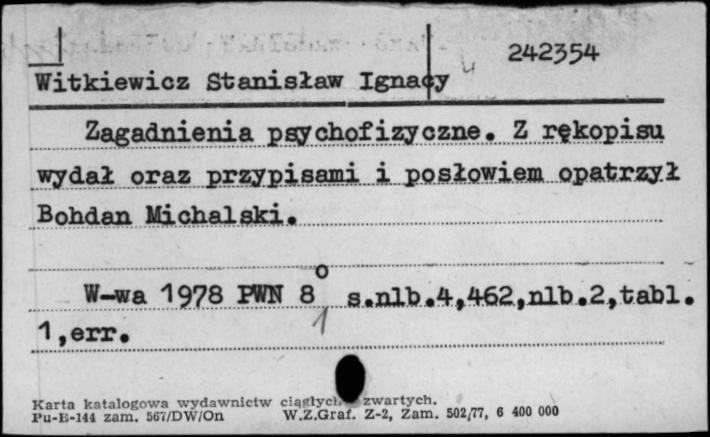 242354
Witkiewicz Stanisław Ignacy
Zagadnienia psychofizyczne. Z rękopisu
wydał oraz przypisami i posłowiem opatrzył
Bohdan Michalski.
W-wa 1978 PWN 8° s.nlb.4,462,nlb.2,tabl.
1,err.
Karta katalogowa wydawnictw ciągłych zwartych.
Pu-E-144 zam. 567/DW/On W.Z.Graf. Z-2, Zam. 502/77, 6 400 000